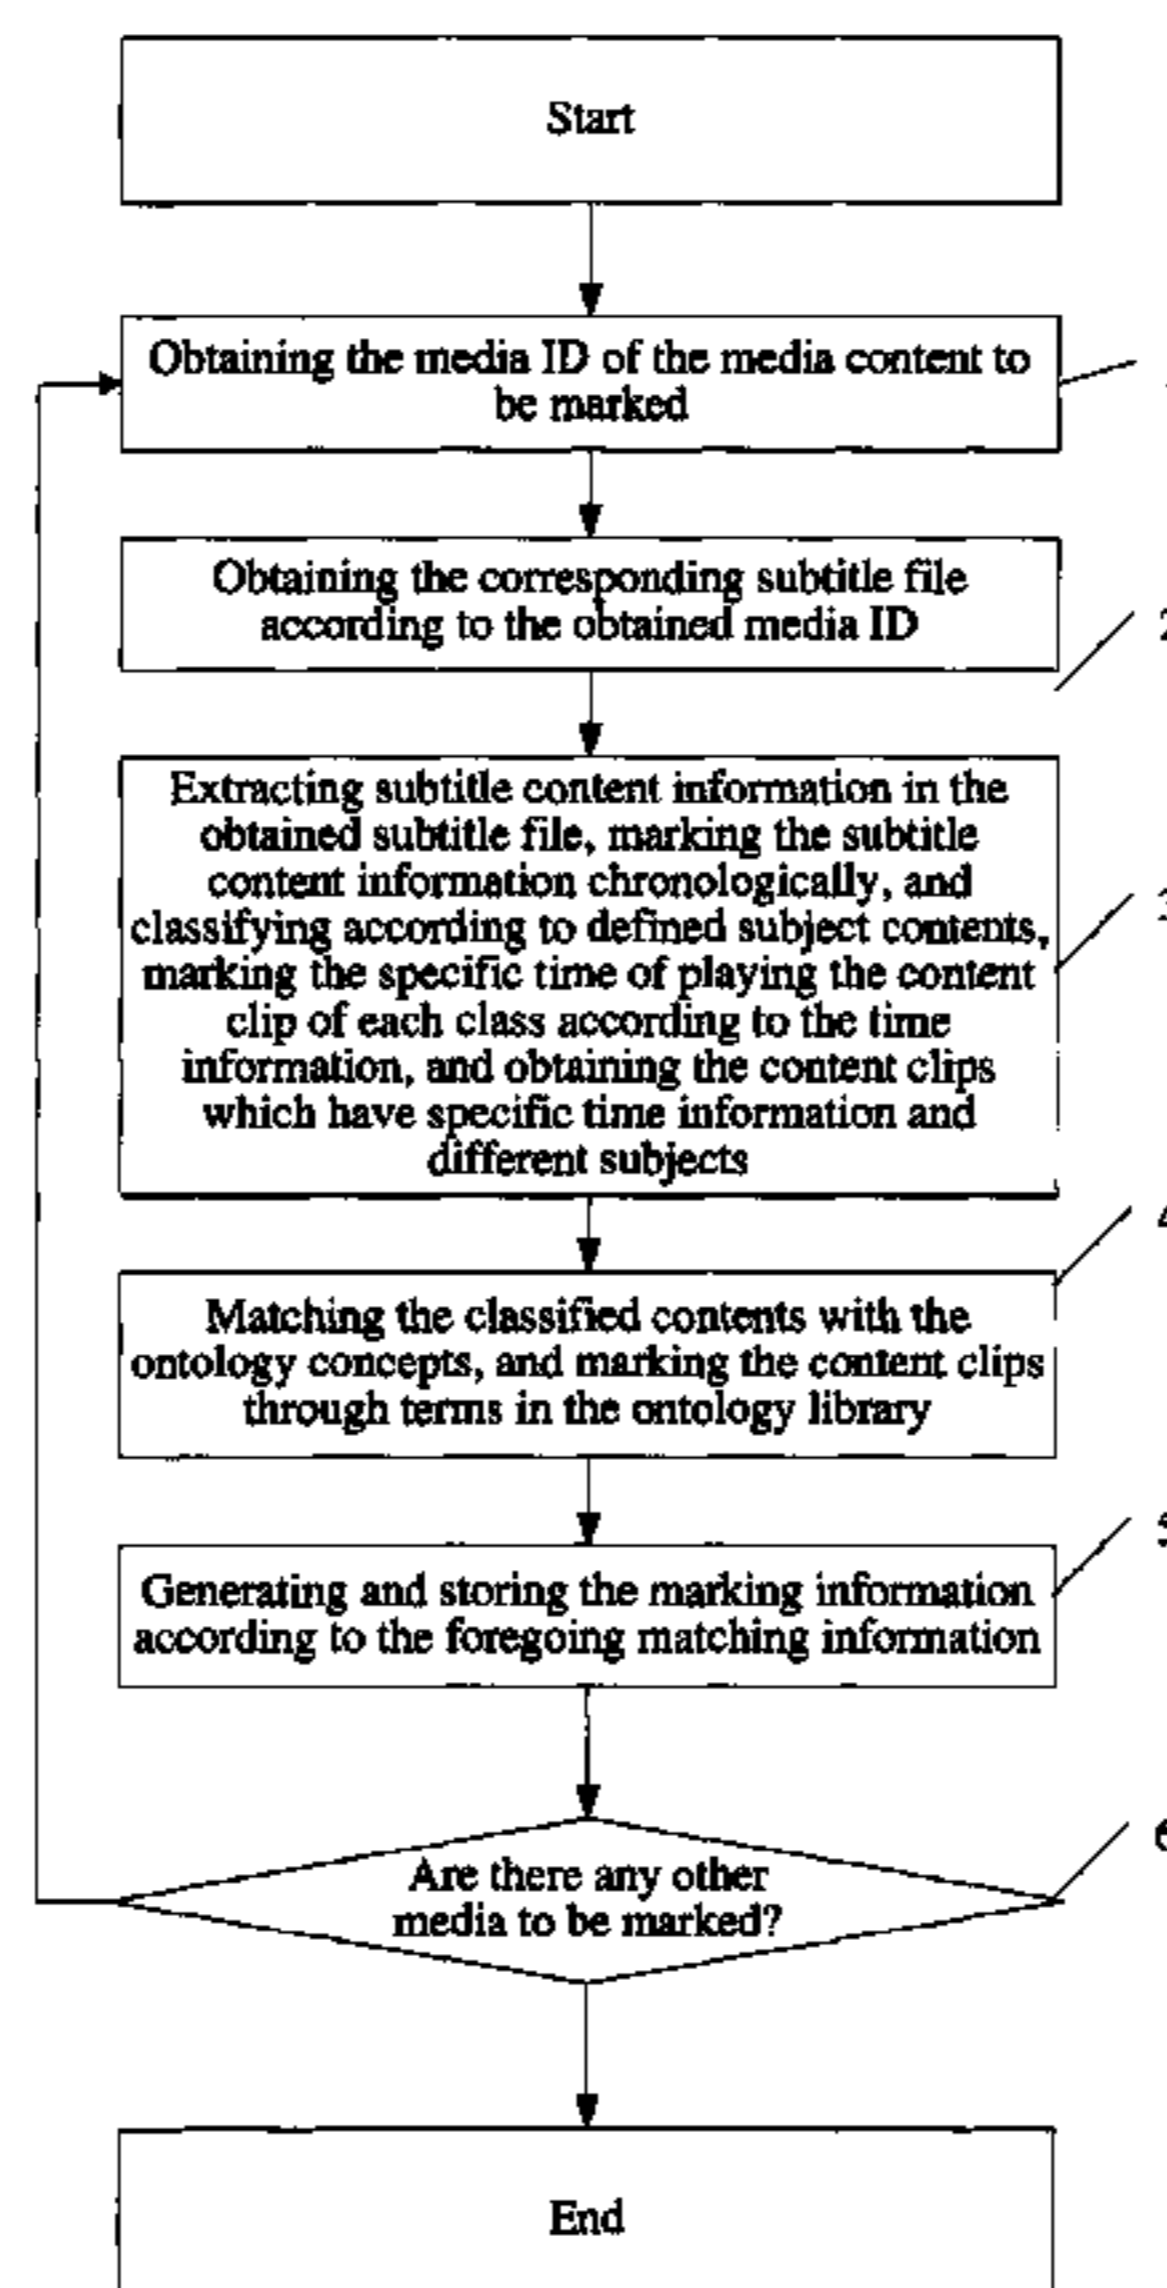 Start
Obtaining the media ID of the media content to
be marked
Obtaining the corresponding subtitle file
according to the obtained media ID
2
Extracting subtitle content information in the
obtained subtitle file, marking the subtitle
content information chronologically, and
classifying according to defined subject contents,
marking the specific time of playing the content
clip of each class according to the time
information, and obtaining the content clips
which have specific time information and
different subjects
3
4
Matching the classified contents with the
ontology concepts, and marking the content clips
through terms in the ontology library
5
Generating and storing the marking information
according to the foregoing matching information
6
Are there any other
media to be marked?
End